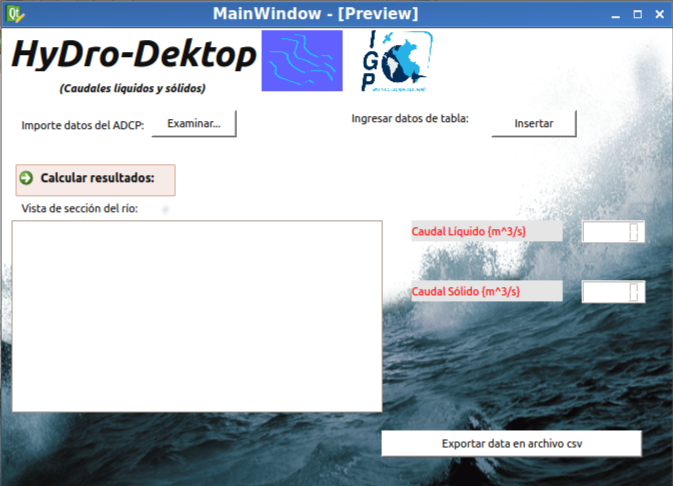 MainWindow - [Preview]
HyDro-Dektop
(Caudales líquidos y sólidos)
IGP
Importe datos del ADCP:
Examinar...
Ingresar datos de tabla:
Insertar
Calcular resultados:
Vista de sección del río:
Caudal Líquido {m^3/s}
Caudal Sólido {m^3/s}
Exportar data en archivo csv